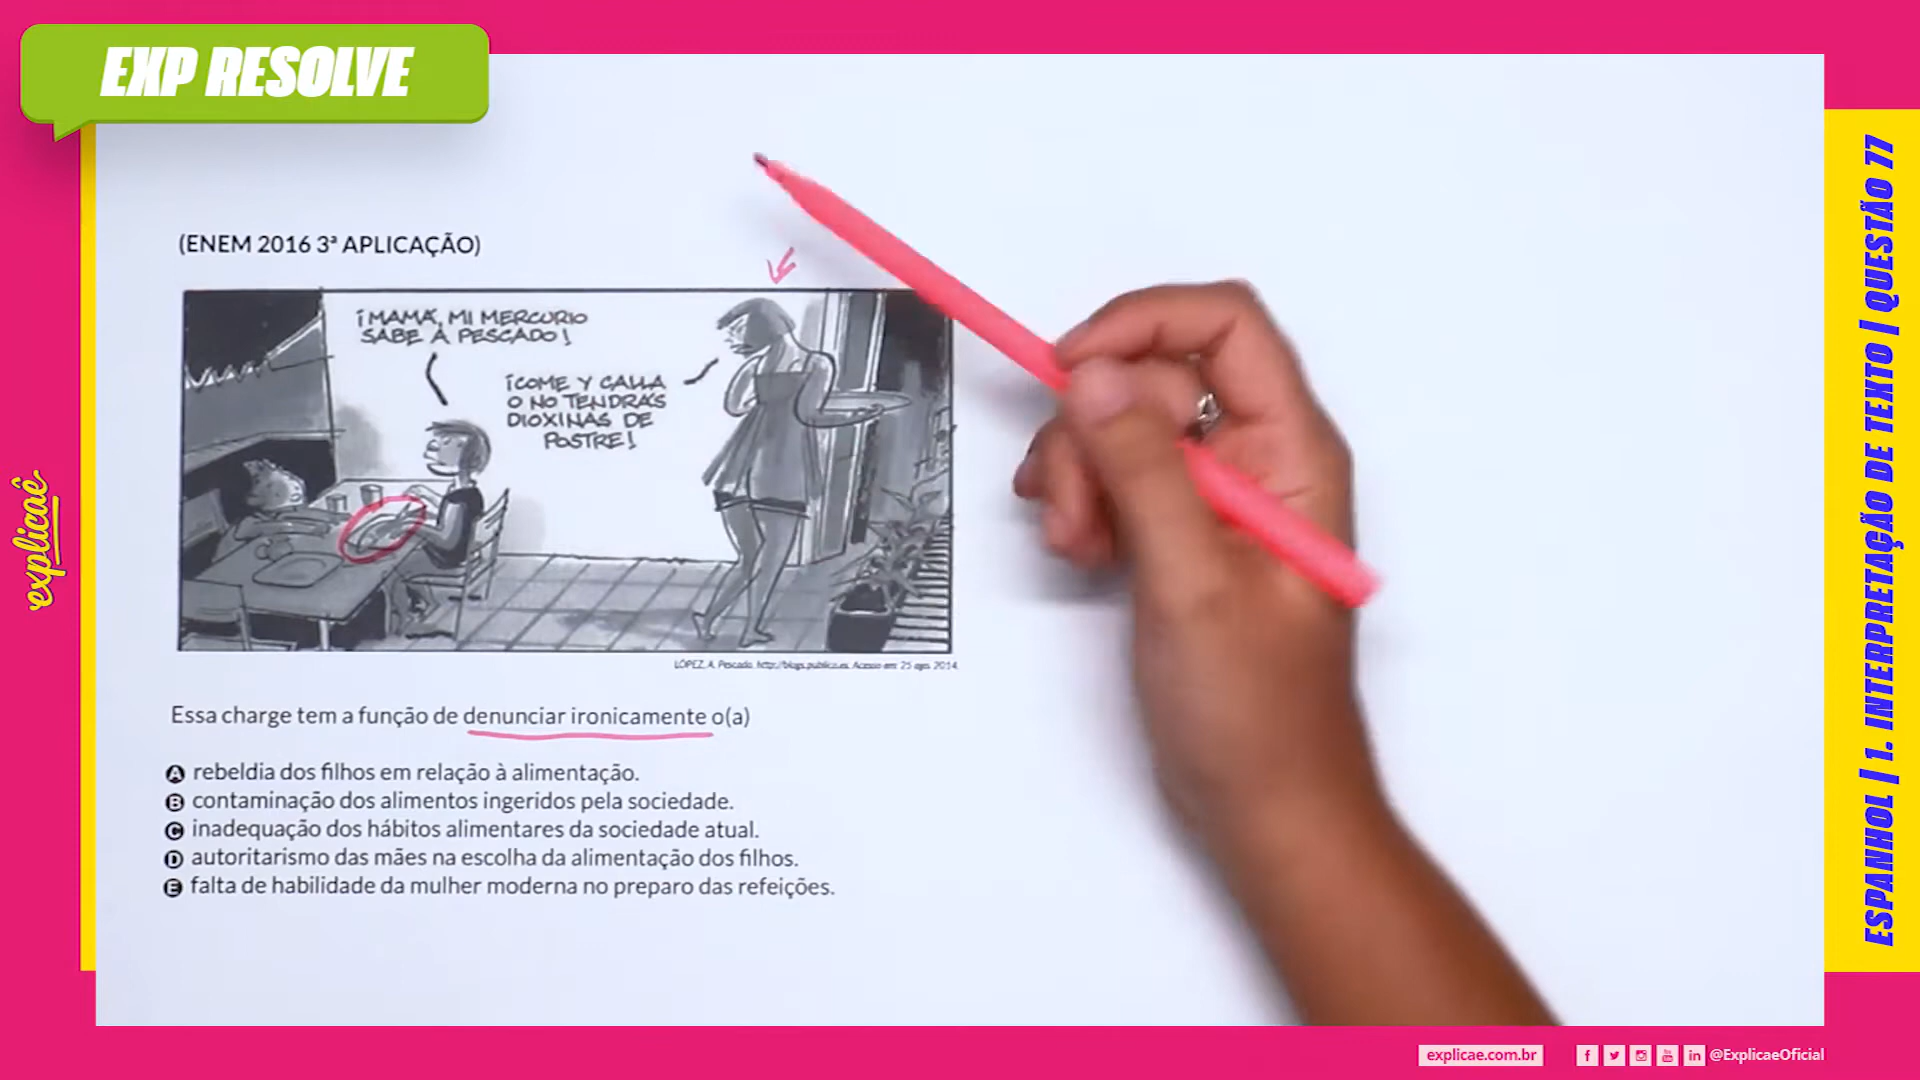 EXP RESOLVE
(ENEM 2016 3ª APLICAÇÃO)
¡MAMÁ, MI MERCURIO
SABE A PESCADO!
¡COME Y CALLA
O NO TENDRÁS
DIOXINAS DE
POSTRE!
LÓPEZ, A. Pescado. http://blogs.publico.es. Acesso em: 25 ago. 2014.
Essa charge tem a função de denunciar ironicamente o(a)
A rebeldia dos filhos em relação à alimentação.
B contaminação dos alimentos ingeridos pela sociedade.
C inadequação dos hábitos alimentares da sociedade atual.
D autoritarismo das mães na escolha da alimentação dos filhos.
E falta de habilidade da mulher moderna no preparo das refeições.
explicaê
ESPANHOL | 1. INTERPRETAÇÃO DE TEXTO | QUESTÃO 77
explicae.com.br
@ExplicaeOficial